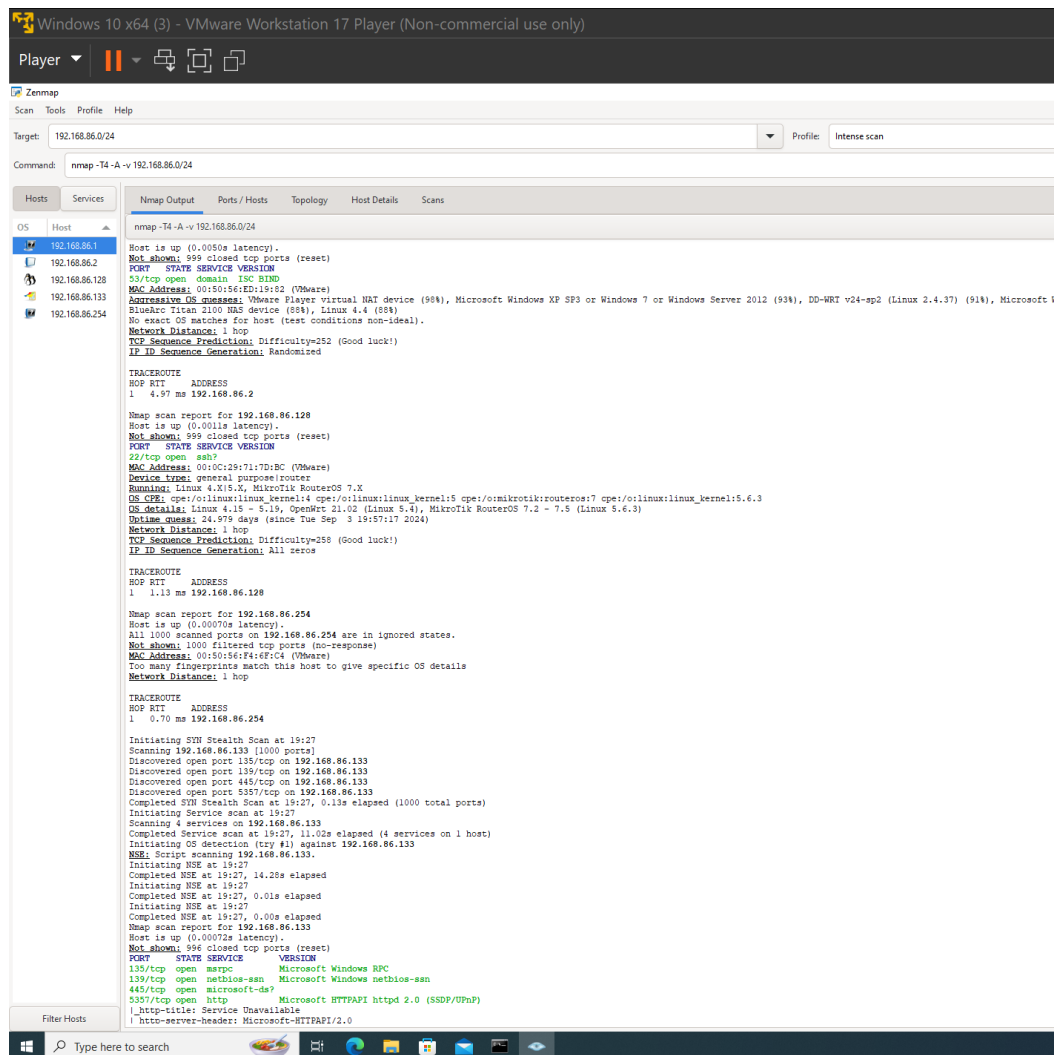 Windows 10 x64 (3) - VMware Workstation 17 Player (Non-commercial use only)
Player
Zenmap
Scan Tools Profile Help
Target: 192.168.86.0/24 Profile: Intense scan
Command: nmap -T4 -A -v 192.168.86.0/24
Hosts Services
Nmap Output Ports / Hosts Topology Host Details Scans
OS Host
192.168.86.1
192.168.86.2
192.168.86.128
192.168.86.133
192.168.86.254
nmap -T4 -A -v 192.168.86.0/24
Host is up (0.0050s latency).
Not shown: 999 closed tcp ports (reset)
PORT STATE SERVICE VERSION
53/tcp open domain ISC BIND
MAC Address: 00:50:56:ED:19:82 (VMware)
Aggressive OS guesses: VMware Player virtual NAT device (98%), Microsoft Windows XP SP3 or Windows 7 or Windows Server 2012 (93%), DD-WRT v24-sp2 (Linux 2.4.37) (91%), Microsoft W
BlueArc Titan 2100 NAS device (88%), Linux 4.4 (88%)
No exact OS matches for host (test conditions non-ideal).
Network Distance: 1 hop
TCP Sequence Prediction: Difficulty=252 (Good luck!)
IP ID Sequence Generation: Randomized
TRACEROUTE
HOP RTT ADDRESS
1 4.97 ms 192.168.86.2
Nmap scan report for 192.168.86.128
Host is up (0.0011s latency).
Not shown: 999 closed tcp ports (reset)
PORT STATE SERVICE VERSION
22/tcp open ssh?
MAC Address: 00:0C:29:71:7D:BC (VMware)
Device type: general purpose|router
Running: Linux 4.X|5.X, MikroTik RouterOS 7.X
OS CPE: cpe:/o:linux:linux_kernel:4 cpe:/o:linux:linux_kernel:5 cpe:/o:mikrotik:routeros:7 cpe:/o:linux:linux_kernel:5.6.3
OS details: Linux 4.15 - 5.19, OpenWrt 21.02 (Linux 5.4), MikroTik RouterOS 7.2 - 7.5 (Linux 5.6.3)
Uptime guess: 24.979 days (since Tue Sep 3 19:57:17 2024)
Network Distance: 1 hop
TCP Sequence Prediction: Difficulty=258 (Good luck!)
IP ID Sequence Generation: All zeros
TRACEROUTE
HOP RTT ADDRESS
1 1.13 ms 192.168.86.128
Nmap scan report for 192.168.86.254
Host is up (0.00070s latency).
All 1000 scanned ports on 192.168.86.254 are in ignored states.
Not shown: 1000 filtered tcp ports (no-response)
MAC Address: 00:50:56:F4:6F:C4 (VMware)
Too many fingerprints match this host to give specific OS details
Network Distance: 1 hop
TRACEROUTE
HOP RTT ADDRESS
1 0.70 ms 192.168.86.254
Initiating SYN Stealth Scan at 19:27
Scanning 192.168.86.133 [1000 ports]
Discovered open port 135/tcp on 192.168.86.133
Discovered open port 139/tcp on 192.168.86.133
Discovered open port 445/tcp on 192.168.86.133
Discovered open port 5357/tcp on 192.168.86.133
Completed SYN Stealth Scan at 19:27, 0.13s elapsed (1000 total ports)
Initiating Service scan at 19:27
Scanning 4 services on 192.168.86.133
Completed Service scan at 19:27, 11.02s elapsed (4 services on 1 host)
Initiating OS detection (try #1) against 192.168.86.133
NSE: Script scanning 192.168.86.133.
Initiating NSE at 19:27
Completed NSE at 19:27, 14.28s elapsed
Initiating NSE at 19:27
Completed NSE at 19:27, 0.01s elapsed
Initiating NSE at 19:27
Completed NSE at 19:27, 0.00s elapsed
Nmap scan report for 192.168.86.133
Host is up (0.00072s latency).
Not shown: 996 closed tcp ports (reset)
PORT STATE SERVICE VERSION
135/tcp open msrpc Microsoft Windows RPC
139/tcp open netbios-ssn Microsoft Windows netbios-ssn
445/tcp open microsoft-ds?
5357/tcp open http Microsoft HTTPAPI httpd 2.0 (SSDP/UPnP)
|_http-title: Service Unavailable
|_http-server-header: Microsoft-HTTPAPI/2.0
Filter Hosts
Type here to search